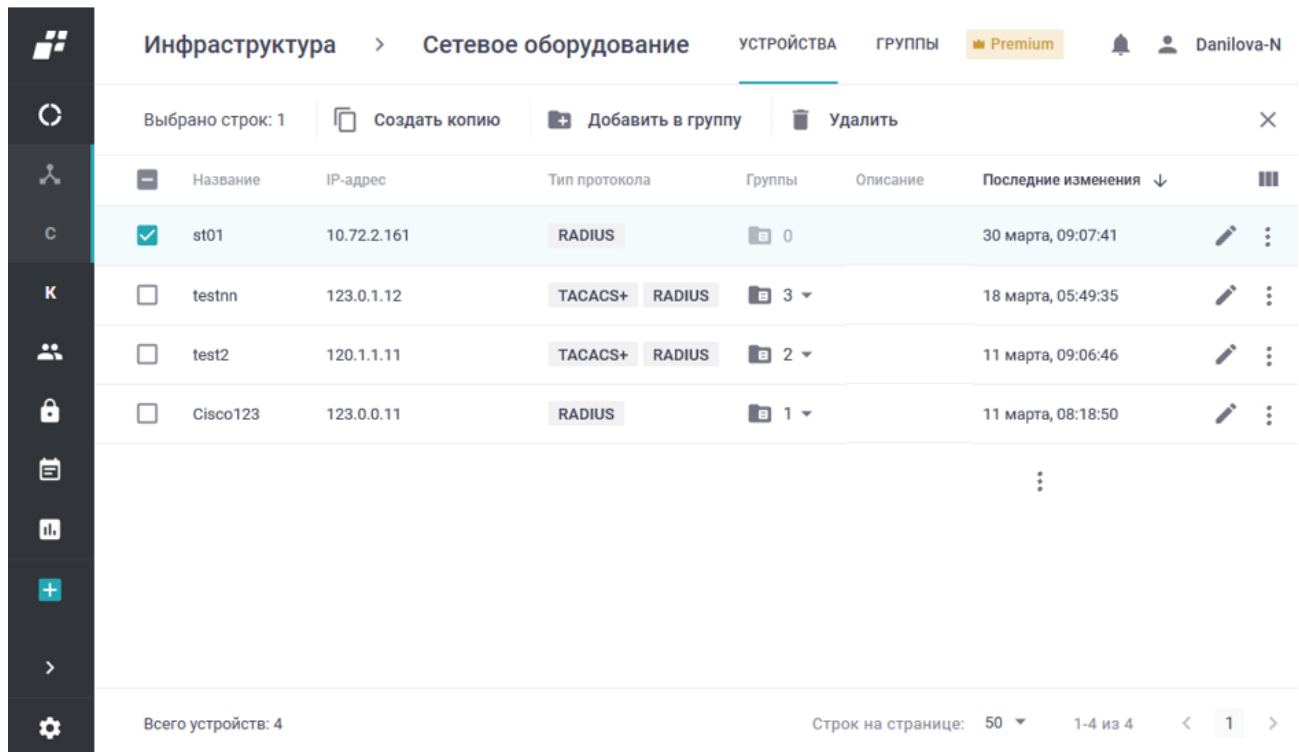 Инфраструктура > Сетевое оборудование УСТРОЙСТВА ГРУППЫ Premium Danilova-N
Выбрано строк: 1 Создать копию Добавить в группу Удалить
Название IP-адрес Тип протокола Группы Описание Последние изменения
С
st01 10.72.2.161 RADIUS 0 30 марта, 09:07:41
К
testnn 123.0.1.12 TACACS+ RADIUS 3 18 марта, 05:49:35
test2 120.1.1.11 TACACS+ RADIUS 2 11 марта, 09:06:46
Cisco123 123.0.0.11 RADIUS 1 11 марта, 08:18:50
Всего устройств: 4 Строк на странице: 50 1-4 из 4 < 1 >